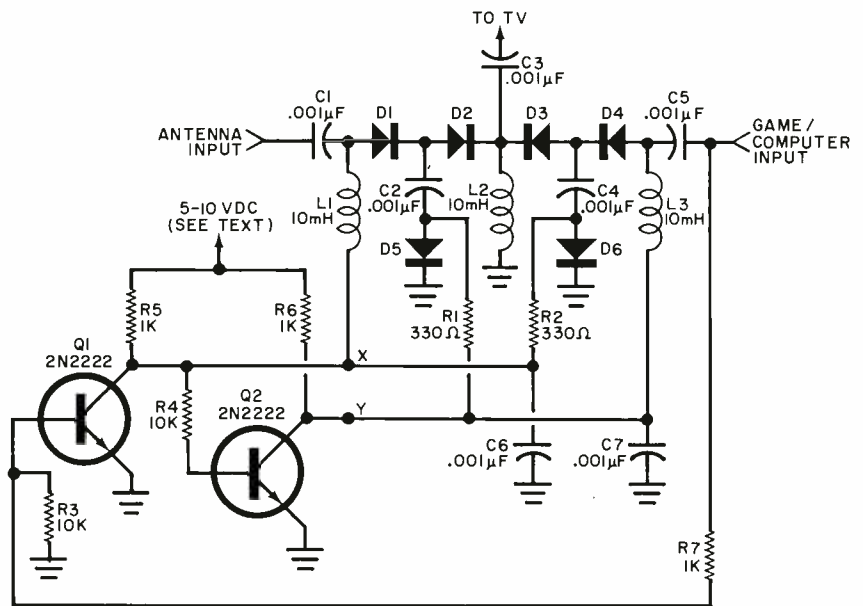 TO TV
C3
.001µF
C1
.001µF
D1
D2
D3
D4
C5
.001µF
ANTENNA
INPUT
GAME/
COMPUTER
INPUT
L1
10mH
C2
.001µF
L2
10mH
C4
.001µF
L3
10mH
5-10 VDC
(SEE TEXT)
D5
D6
R5
1K
R6
1K
R1
330Ω
R2
330Ω
Q1
2N2222
X
R4
10K
Q2
2N2222
Y
C6
.001µF
C7
.001µF
R3
10K
R7
1K